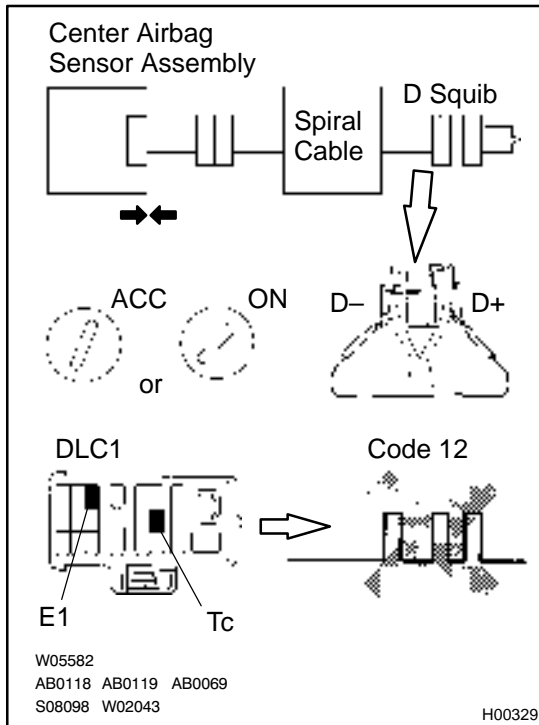 Center Airbag
Sensor Assembly
D Squib
Spiral
Cable
ACC
ON
or
D–
D+
DLC1
Code 12
E1
Tc
W05582
AB0118 AB0119 AB0069
S08098 W02043
H00329